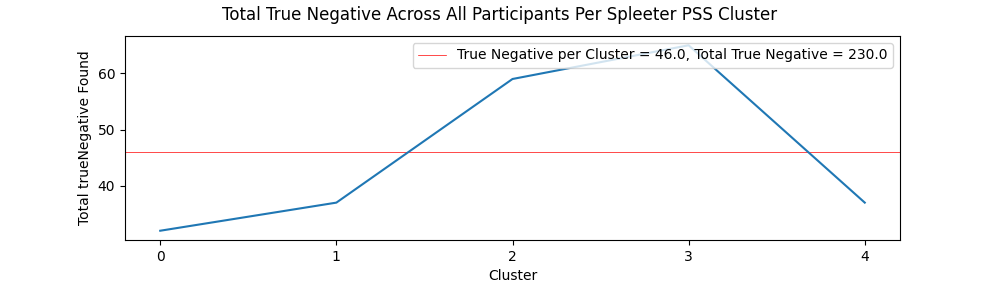 Total True Negative Across All Participants Per Spleeter PSS Cluster
True Negative per Cluster = 46.0, Total True Negative = 230.0
Total trueNegative Found
60
50
40
0 1 2 3 4
Cluster